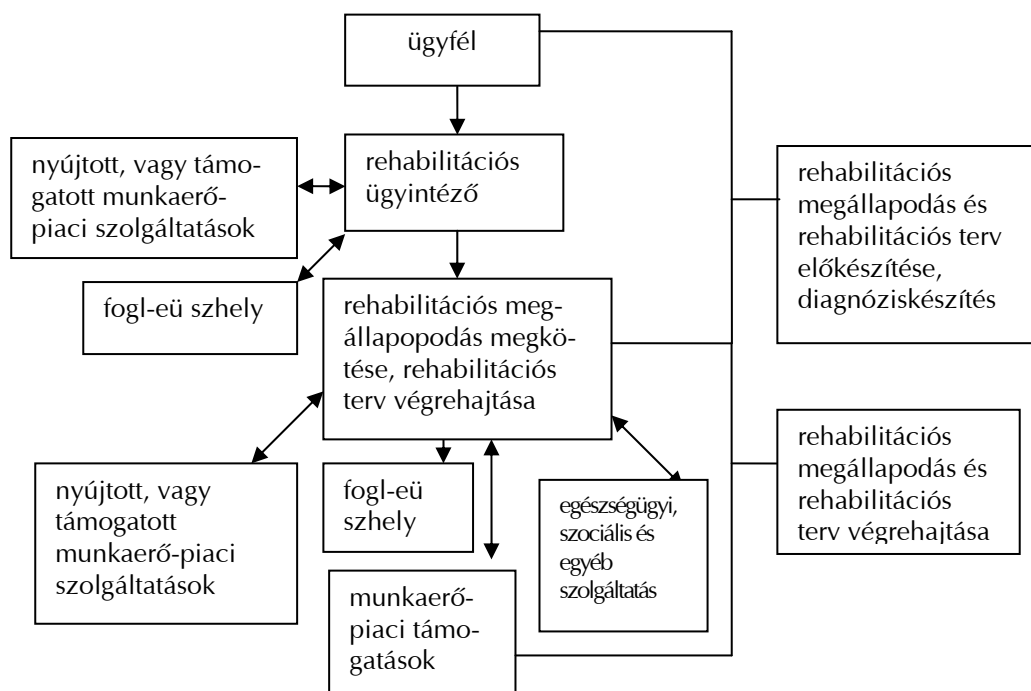 ügyfél
nyújtott, vagy támo-
gatott munkaerő-
piaci szolgáltatások
rehabilitációs
ügyintéző
rehabilitációs
megállapodás és
rehabilitációs terv
előkészítése,
diagnóziskészítés
fogl-eü szhely
rehabilitációs meg-
állapopodás megkö-
tése, rehabilitációs
terv végrehajtása
rehabilitációs
megállapodás és
rehabilitációs
terv végrehajtása
nyújtott, vagy
támogatott
munkaerő-piaci
szolgáltatások
fogl-eü
szhely
egészségügyi,
szociális és
egyéb
szolgáltatás
munkaerő-
piaci támo-
gatások